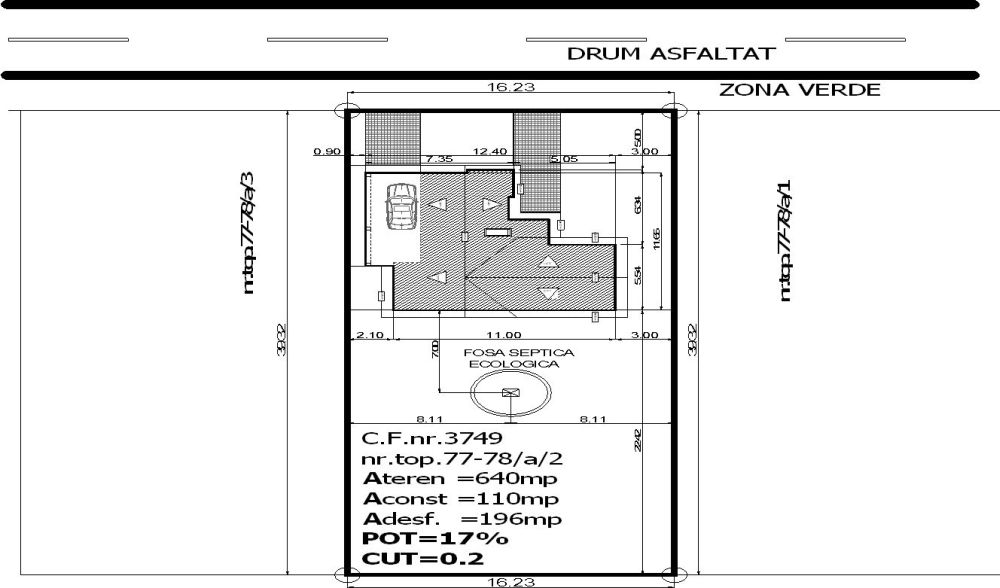 DRUM ASFALTAT
ZONA VERDE
16.23
5.00
0.90
12.40
3.00
7.35
5.05
nr.top.77-78/a/3
nr.top.77-78/a/1
6.34
11.65
5.54
2.10
11.00
3.00
39.32
39.32
7.00
FOSA SEPTICA
ECOLOGICA
8.11
8.11
22.42
C.F.nr.3749
nr.top.77-78/a/2
Ateren =640mp
Aconst =110mp
Adesf. =196mp
POT=17%
CUT=0.2
16.23